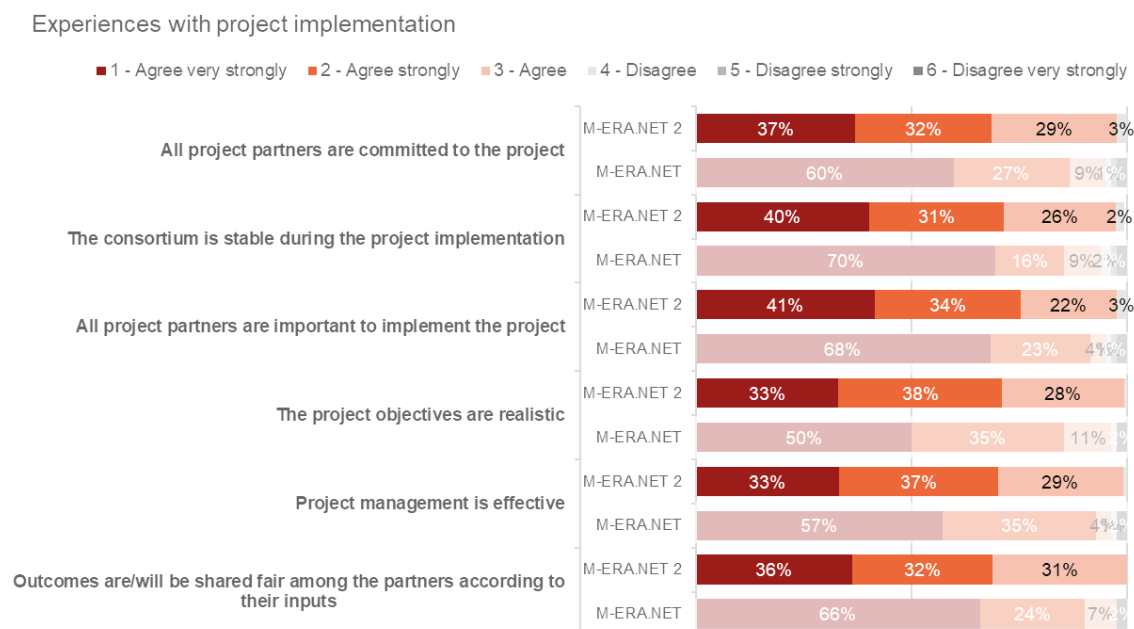 Experiences with project implementation
1 - Agree very strongly 2 - Agree strongly 3 - Agree 4 - Disagree 5 - Disagree strongly 6 - Disagree very strongly
All project partners are committed to the project
M-ERA.NET 2 37% 32% 29% 3%
M-ERA.NET 60% 27% 9% 1%
The consortium is stable during the project implementation
M-ERA.NET 2 40% 31% 26% 2%
M-ERA.NET 70% 16% 9% 2%
All project partners are important to implement the project
M-ERA.NET 2 41% 34% 22% 3%
M-ERA.NET 68% 23% 4%
The project objectives are realistic
M-ERA.NET 2 33% 38% 28%
M-ERA.NET 50% 35% 11% 2%
Project management is effective
M-ERA.NET 2 33% 37% 29%
M-ERA.NET 57% 35% 4%
Outcomes are/will be shared fair among the partners according to
their inputs
M-ERA.NET 2 36% 32% 31%
M-ERA.NET 66% 24% 7% 2%